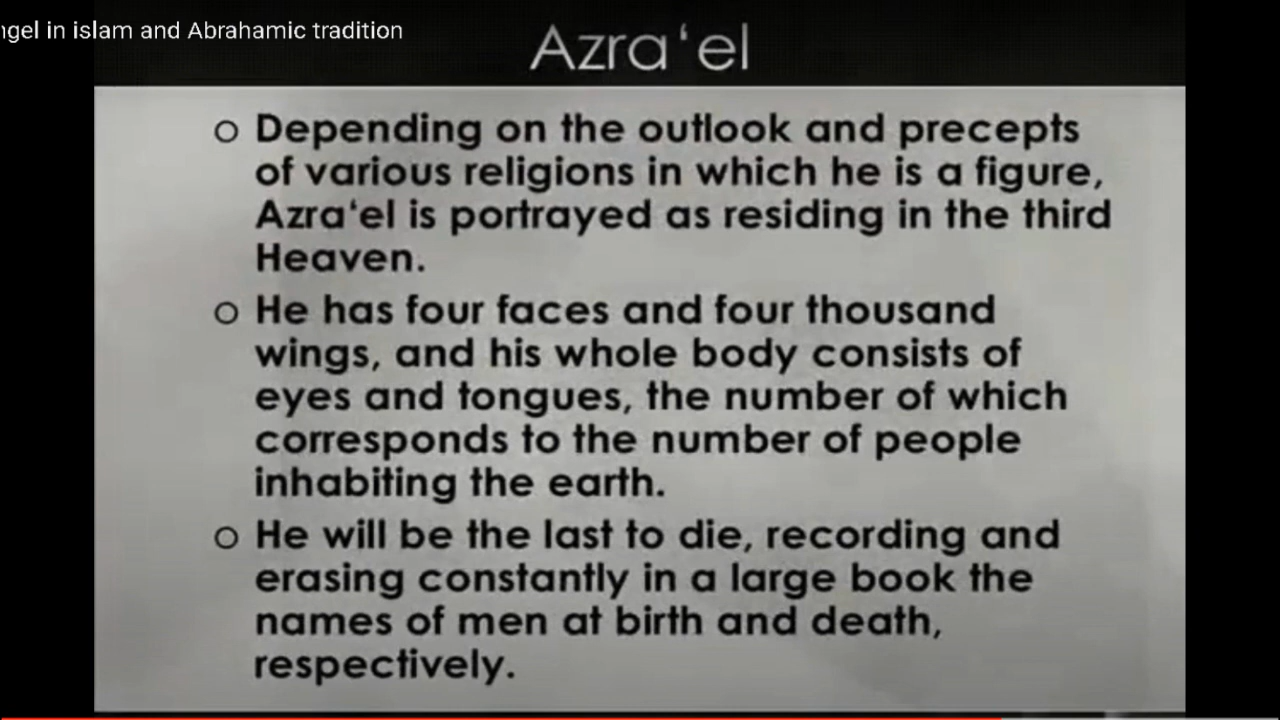 ngel in islam and Abrahamic tradition
Azra‘el
o Depending on the outlook and precepts
of various religions in which he is a figure,
Azra‘el is portrayed as residing in the third
Heaven.
o He has four faces and four thousand
wings, and his whole body consists of
eyes and tongues, the number of which
corresponds to the number of people
inhabiting the earth.
o He will be the last to die, recording and
erasing constantly in a large book the
names of men at birth and death,
respectively.